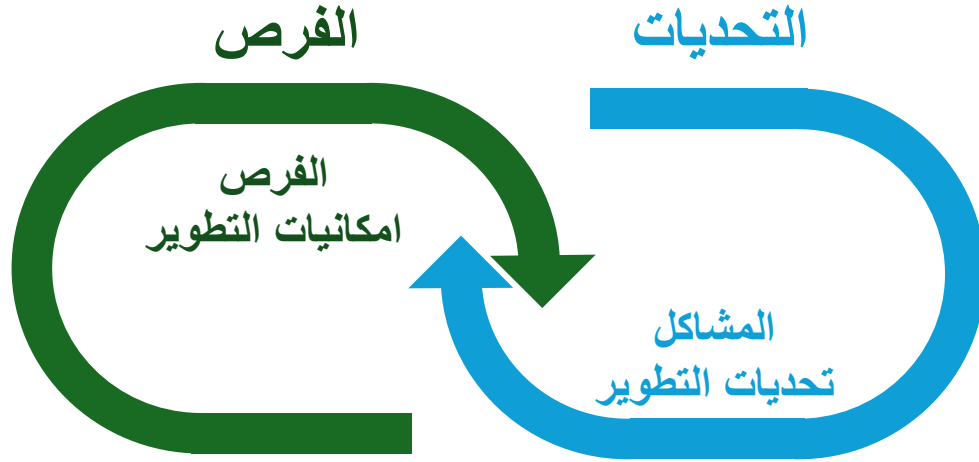 التحديات
الفرص
الفرص
امكانيات التطوير
المشاكل
تحديات التطوير